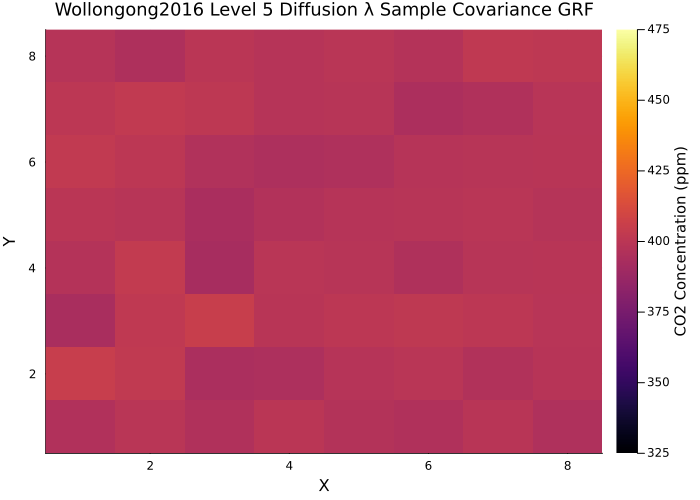 Wollongong2016 Level 5 Diffusion λ Sample Covariance GRF
8
6
4
2
Y
2 4 6 8
X
475
450
425
400
375
350
325
CO2 Concentration (ppm)